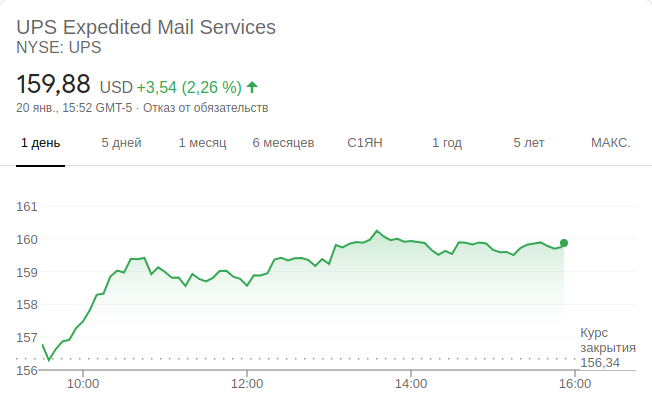 UPS Expedited Mail Services
NYSE: UPS
159,88 USD +3,54 (2,26 %)
20 янв., 15:52 GMT-5 · Отказ от обязательств
1 день 5 дней 1 месяц 6 месяцев С1ЯН 1 год 5 лет МАКС.
161
160
159
158
157
Курс
закрытия
156,34
156
10:00 12:00 14:00 16:00